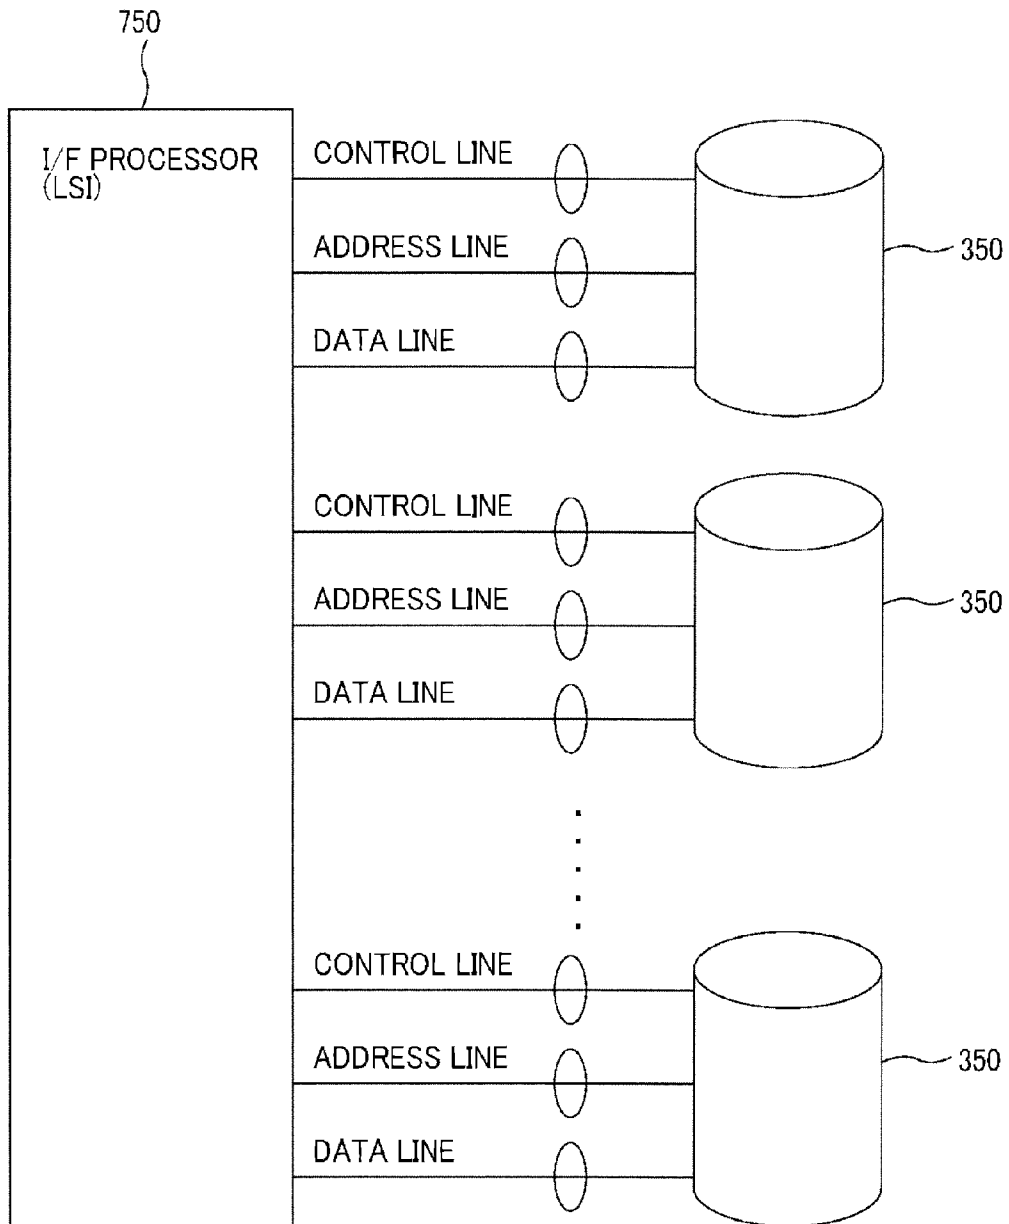 750
I/F PROCESSOR
(LSI)
CONTROL LINE
ADDRESS LINE
DATA LINE
350
CONTROL LINE
ADDRESS LINE
DATA LINE
350
CONTROL LINE
ADDRESS LINE
DATA LINE
350